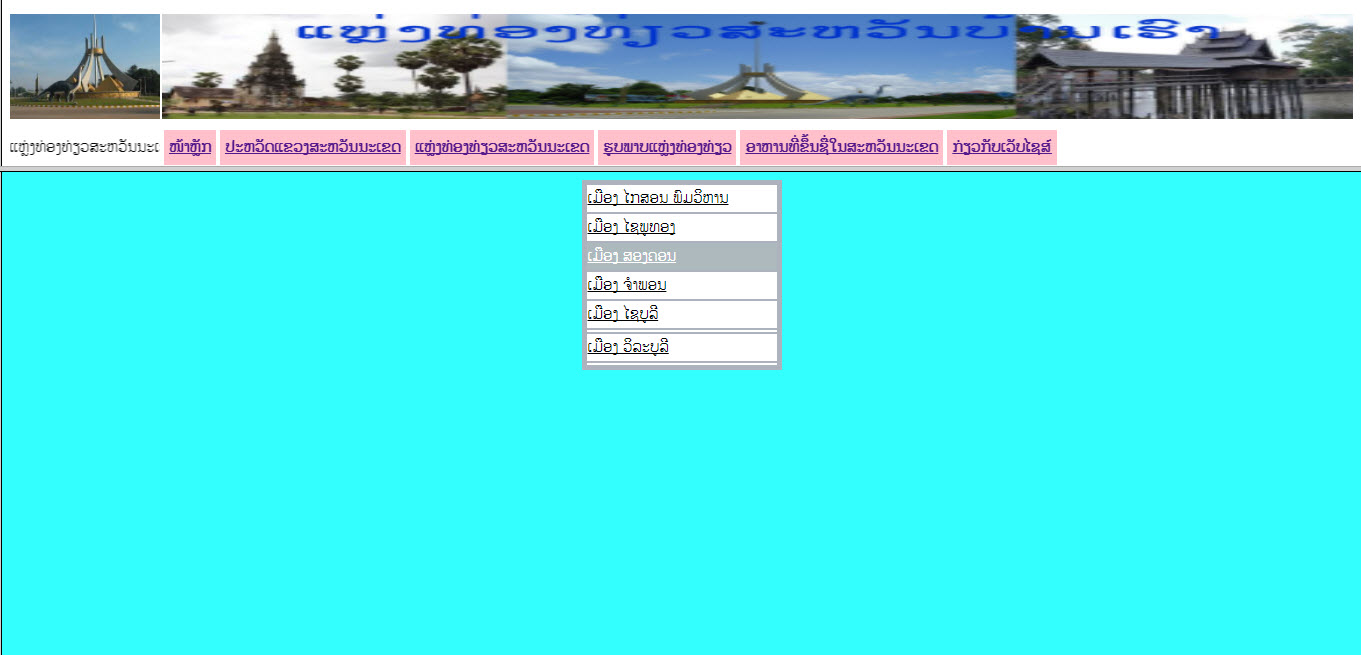 ແຫຼ່ງທ່ອງທ່ຽວສະຫວັນບ້ານເຮົາ
ແຫຼ່ງທ່ອງທ່ຽວສະຫວັນນະເ ໜ້າຫຼັກ ປະຫວັດແຂວງສະຫວັນນະເຂດ ແຫຼ່ງທ່ອງທ່ຽວສະຫວັນນະເຂດ ຮູບພາບແຫຼ່ງທ່ອງທ່ຽວ ອາຫານທີ່ຂຶ້ນຊື່ໃນສະຫວັນນະເຂດ ກ່ຽວກັບເວັບໄຊສ໌
ເມືອງ ໄກສອນ ພົມວິຫານ
ເມືອງ ໄຊພູທອງ
ເມືອງ ສອງຄອນ
ເມືອງ ຈຳພອນ
ເມືອງ ໄຊບູລີ
ເມືອງ ວິລະບູລີ